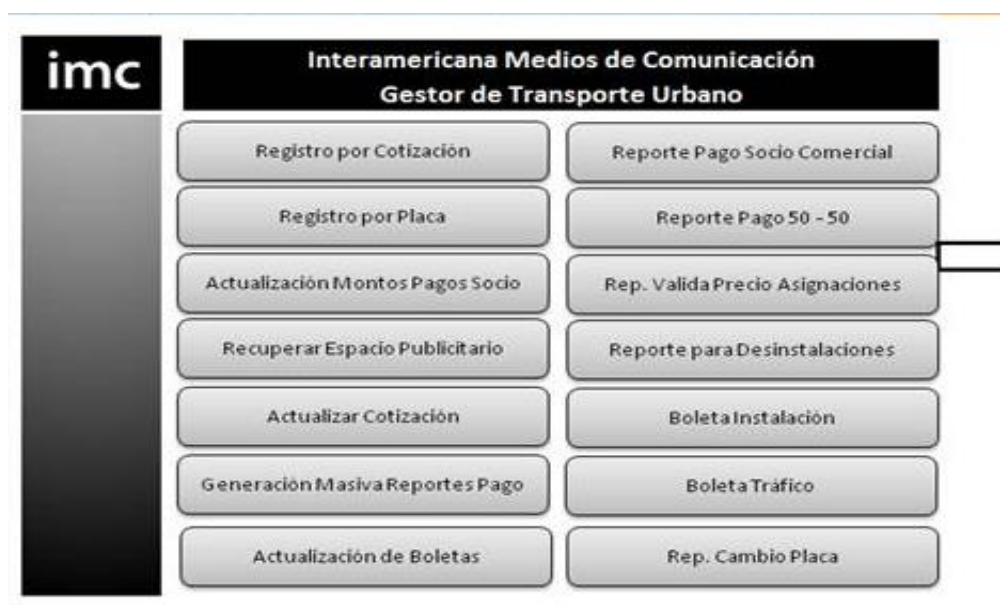 imc
Interamericana Medios de Comunicación
Gestor de Transporte Urbano
Registro por Cotización
Reporte Pago Socio Comercial
Registro por Placa
Reporte Pago 50 - 50
Actualización Montos Pagos Socio
Rep. Valida Precio Asignaciones
Recuperar Espacio Publicitario
Reporte para Desinstalaciones
Actualizar Cotización
Boleta Instalación
Generación Masiva Reportes Pago
Boleta Tráfico
Actualización de Boletas
Rep. Cambio Placa